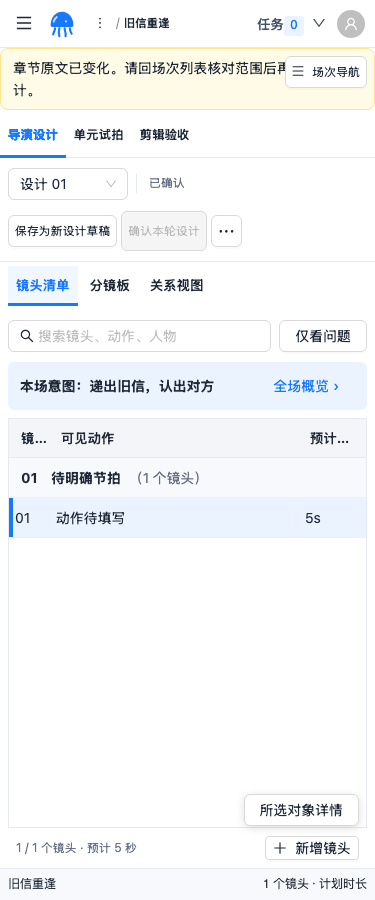 / 旧信重逢
任务 0
章节原文已变化。请回场次列表核对范围后再
计。
场次导航
导演设计 单元试拍 剪辑验收
设计 01 已确认
保存为新设计草稿 确认本轮设计 ···
镜头清单 分镜板 关系视图
搜索镜头、动作、人物 仅看问题
本场意图：递出旧信，认出对方 全场概览 ›
镜... 可见动作 预计...
01 待明确节拍 （1 个镜头）
01 动作待填写 5s
所选对象详情
1 / 1 个镜头 · 预计 5 秒 新增镜头
旧信重逢 1 个镜头 · 计划时长